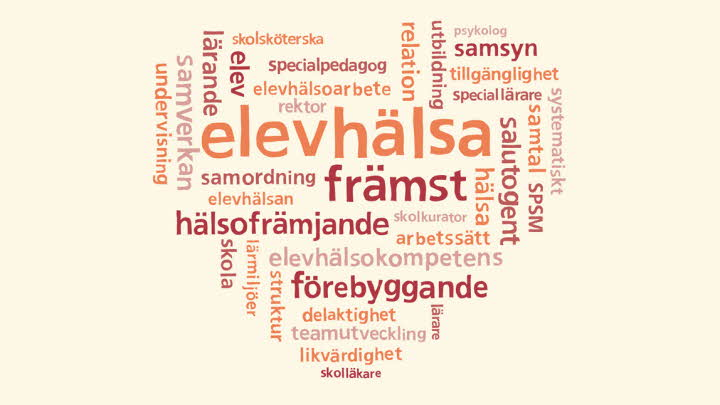 psykolog
skolsköterska
samsyn
lärande
elev
relation
utbildning
specialpedagog
tillgänglighet
samverkan
undervisning
elevhälsoarbete
speciallärare
systematiskt
rektor
samtal
elevhälsa
salutogent
samordning
främst
hälsa
SPSM
elevhälsan
hälsofrämjande
skolkurator
arbetssätt
skola
lärmiljöer
elevhälsokompetens
struktur
förebyggande
delaktighet
lärare
teamutveckling
likvärdighet
skolläkare